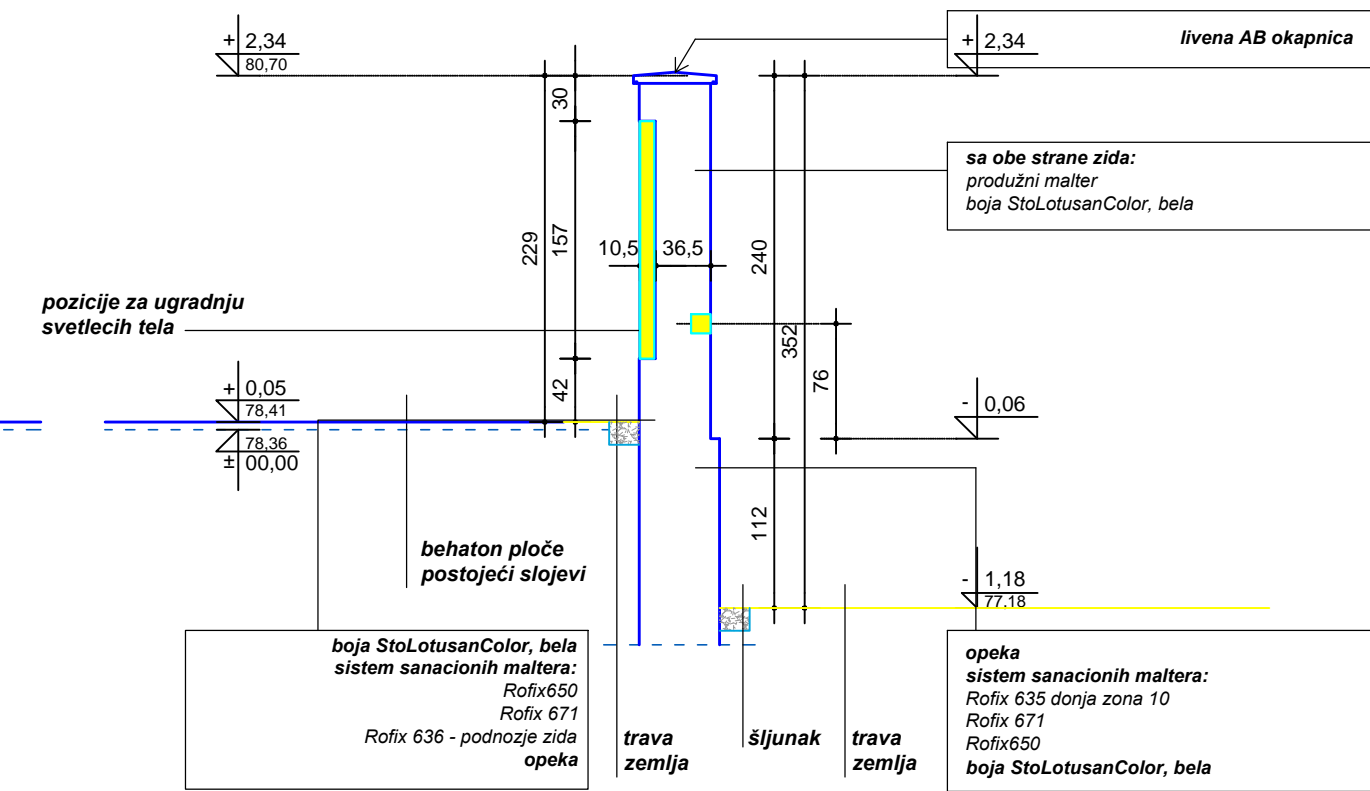 + 2,34
80,70
+ 2,34
livena AB okapnica
30
sa obe strane zida:
produžni malter
boja StoLotusanColor, bela
229
157
10,5
36,5
240
pozicije za ugradnju
svetlecih tela
352
76
42
+ 0,05
78,41
78,36
± 00,00
- 0,06
112
behaton ploče
postojeći slojevi
- 1,18
77,18
boja StoLotusanColor, bela
sistem sanacionih maltera:
Rofix650
Rofix 671
Rofix 636 - podnozje zida
opeka
trava
zemlja
šljunak
trava
zemlja
opeka
sistem sanacionih maltera:
Rofix 635 donja zona 10
Rofix 671
Rofix650
boja StoLotusanColor, bela